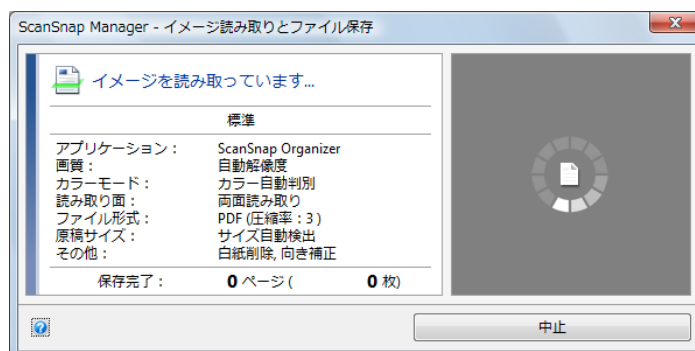 ScanSnap Manager - イメージ読み取りとファイル保存
イメージを読み取っています...
標準
アプリケーション： ScanSnap Organizer
画質： 自動解像度
カラーモード： カラー自動判別
読み取り面： 両面読み取り
ファイル形式： PDF (圧縮率：3)
原稿サイズ： サイズ自動検出
その他： 白紙削除, 向き補正
保存完了： 0 ページ ( 0 枚)
?
中止